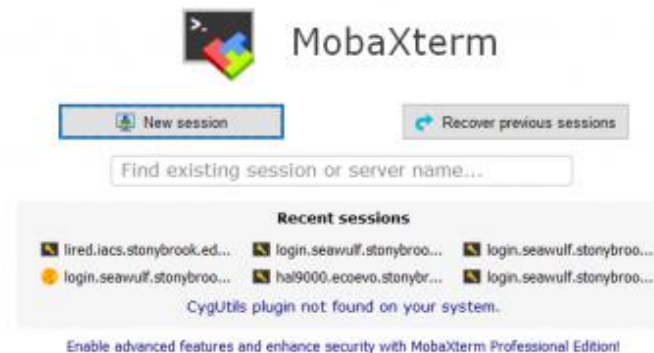 MobaXterm
New session Recover previous sessions
Find existing session or server name...
Recent sessions
lired.iacs.stonybrook.ed... login.seawulf.stonybroo... login.seawulf.stonybroo...
login.seawulf.stonybroo... hal9000.ecoevo.stonybr... login.seawulf.stonybroo...
CygUtils plugin not found on your system.
Enable advanced features and enhance security with MobaXterm Professional Edition!